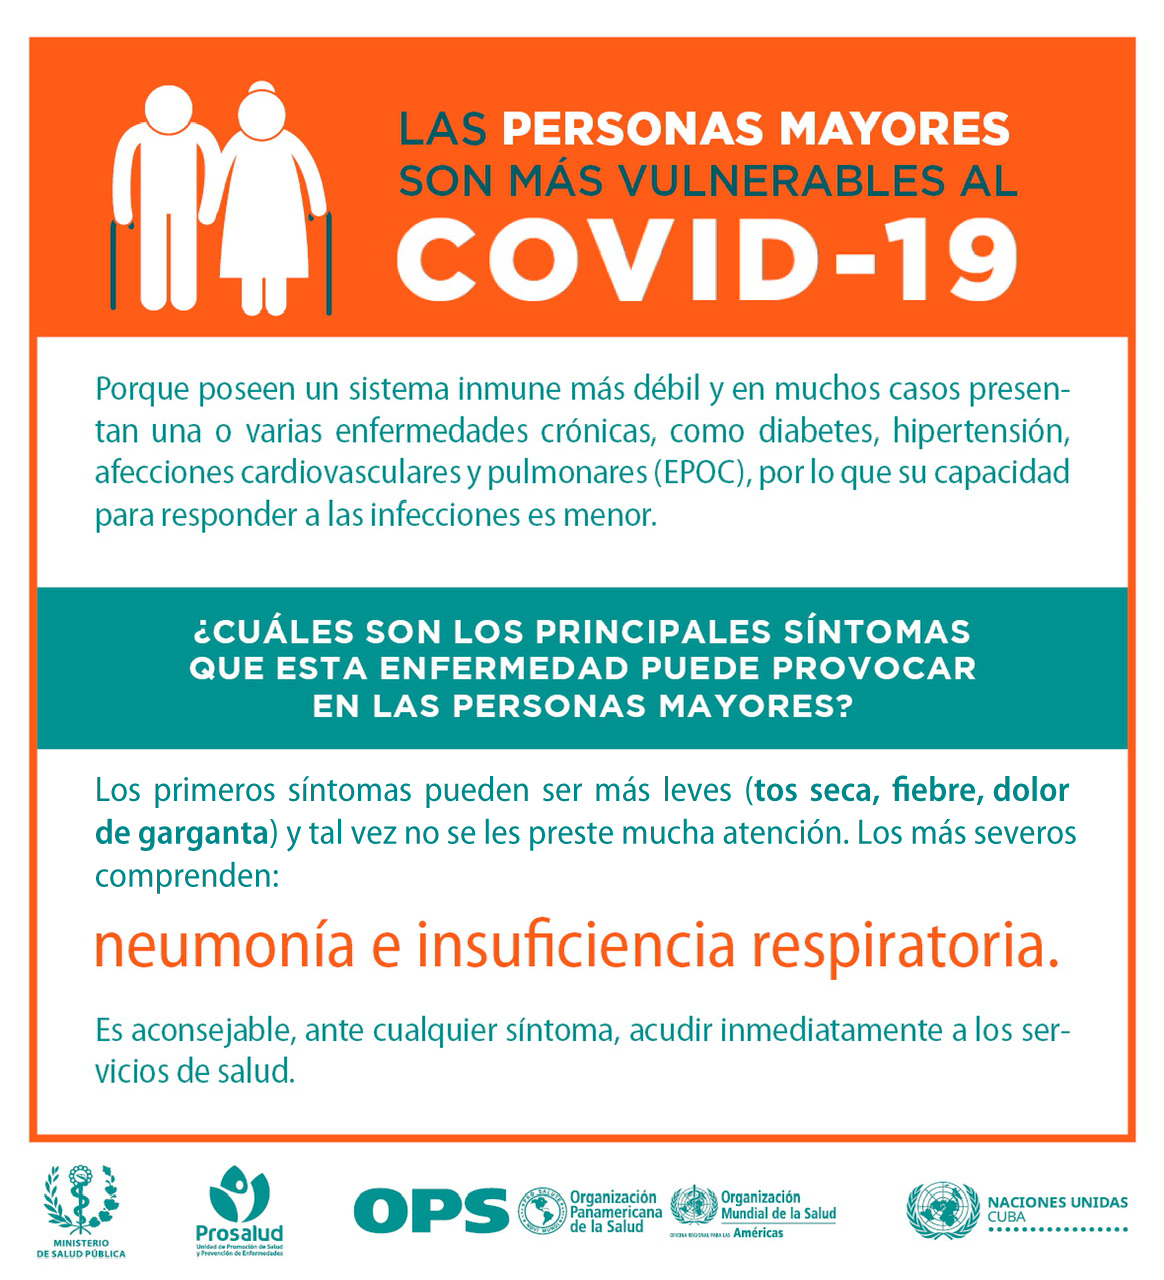 LAS PERSONAS MAYORES
SON MÁS VULNERABLES AL
COVID-19
Porque poseen un sistema inmune más débil y en muchos casos presen-
tan una o varias enfermedades crónicas, como diabetes, hipertensión,
afecciones cardiovasculares y pulmonares (EPOC), por lo que su capacidad
para responder a las infecciones es menor.
¿CUÁLES SON LOS PRINCIPALES SÍNTOMAS
QUE ESTA ENFERMEDAD PUEDE PROVOCAR
EN LAS PERSONAS MAYORES?
Los primeros síntomas pueden ser más leves (tos seca, fiebre, dolor
de garganta) y tal vez no se les preste mucha atención. Los más severos
comprenden:
neumonía e insuficiencia respiratoria.
Es aconsejable, ante cualquier síntoma, acudir inmediatamente a los ser-
vicios de salud.
MINISTERIO
DE SALUD PÚBLICA
Prosalud
Unidad de Promoción de Salud
y Prevención de Enfermedades
OPS
Organización
Panamericana
de la Salud
Organización
Mundial de la Salud
OFICINA REGIONAL PARA LAS Américas
NACIONES UNIDAS
CUBA